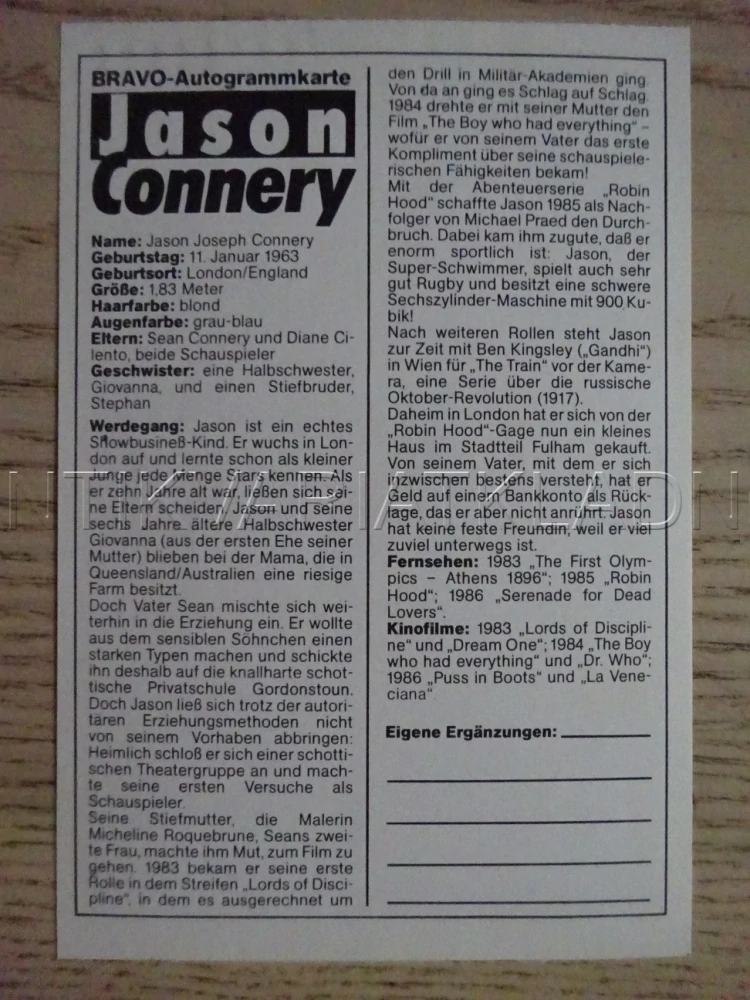 BRAVO-Autogrammkarte
Jason
Connery
Name: Jason Joseph Connery
Geburtstag: 11. Januar 1963
Geburtsort: London/England
Größe: 1,83 Meter
Haarfarbe: blond
Augenfarbe: grau-blau
Eltern: Sean Connery und Diane Ci-
lento, beide Schauspieler
Geschwister: eine Halbschwester,
Giovanna, und einen Stiefbruder,
Stephan
Werdegang: Jason ist ein echtes
Showbusineß-Kind. Er wuchs in Lon-
don auf und lernte schon als kleiner
Junge jede Menge Stars kennen. Als
er zehn Jahre alt war, ließen sich sei-
ne Eltern scheiden, Jason und seine
sechs Jahre ältere Halbschwester
Giovanna (aus der ersten Ehe seiner
Mutter) blieben bei der Mama, die in
Queensland/Australien eine riesige
Farm besitzt.
Doch Vater Sean mischte sich wei-
terhin in die Erziehung ein. Er wollte
aus dem sensiblen Söhnchen einen
starken Typen machen und schickte
ihn deshalb auf die knallharte schot-
tische Privatschule Gordonstoun.
Doch Jason ließ sich trotz der autori-
tären Erziehungsmethoden nicht
von seinem Vorhaben abbringen:
Heimlich schloß er sich einer schotti-
schen Theatergruppe an und mach-
te seine ersten Versuche als
Schauspieler.
Seine Stiefmutter, die Malerin
Micheline Roquebrune, Seans zwei-
te Frau, machte ihm Mut, zum Film zu
gehen. 1983 bekam er seine erste
Rolle in dem Streifen „Lords of Disci-
pline“, in dem es ausgerechnet um
den Drill in Militär-Akademien ging.
Von da an ging es Schlag auf Schlag.
1984 drehte er mit seiner Mutter den
Film „The Boy who had everything“ –
wofür er von seinem Vater das erste
Kompliment über seine schauspiele-
rischen Fähigkeiten bekam!
Mit der Abenteuerserie „Robin
Hood“ schaffte Jason 1985 als Nach-
folger von Michael Praed den Durch-
bruch. Dabei kam ihm zugute, daß er
enorm sportlich ist: Jason, der
Super-Schwimmer, spielt auch sehr
gut Rugby und besitzt eine schwere
Sechszylinder-Maschine mit 900 Ku-
bik!
Nach weiteren Rollen steht Jason
zur Zeit mit Ben Kingsley („Gandhi“)
in Wien für „The Train“ vor der Kame-
ra, eine Serie über die russische
Oktober-Revolution (1917).
Daheim in London hat er sich von der
„Robin Hood“-Gage nun ein kleines
Haus im Stadtteil Fulham gekauft.
Von seinem Vater, mit dem er sich
inzwischen bestens versteht, hat er
Geld auf einem Bankkonto als Rück-
lage, das er aber nicht anrührt. Jason
hat keine feste Freundin, weil er viel
zuviel unterwegs ist.
Fernsehen: 1983 „The First Olym-
pics – Athens 1896“; 1985 „Robin
Hood“; 1986 „Serenade for Dead
Lovers“.
Kinofilme: 1983 „Lords of Discipli-
ne“ und „Dream One“; 1984 „The Boy
who had everything“ und „Dr. Who“;
1986 „Puss in Boots“ und „La Vene-
ciana“
Eigene Ergänzungen: